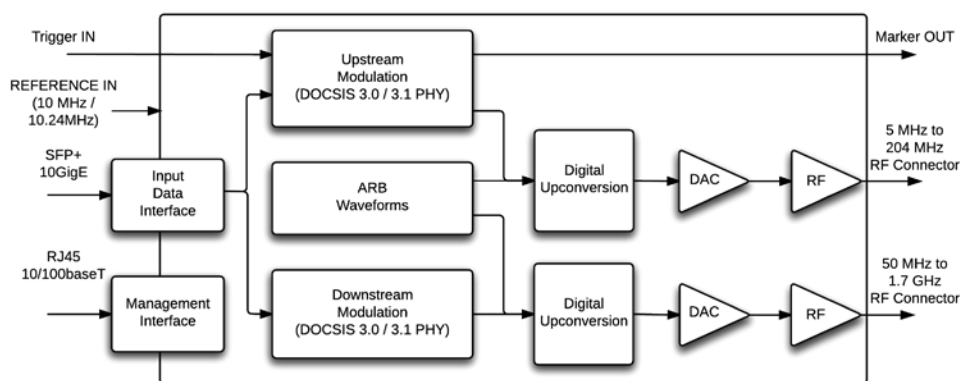 Trigger IN
REFERENCE IN
(10 MHz /
10.24MHz)
SFP+
10GigE
RJ45
10/100baseT
Input
Data
Interface
Management
Interface
Upstream
Modulation
(DOCSIS 3.0 / 3.1 PHY)
ARB
Waveforms
Downstream
Modulation
(DOCSIS 3.0 / 3.1 PHY)
Digital
Upconversion
DAC
RF
Digital
Upconversion
DAC
RF
Marker OUT
5 MHz to
204 MHz
RF Connector
50 MHz to
1.7 GHz
RF Connector